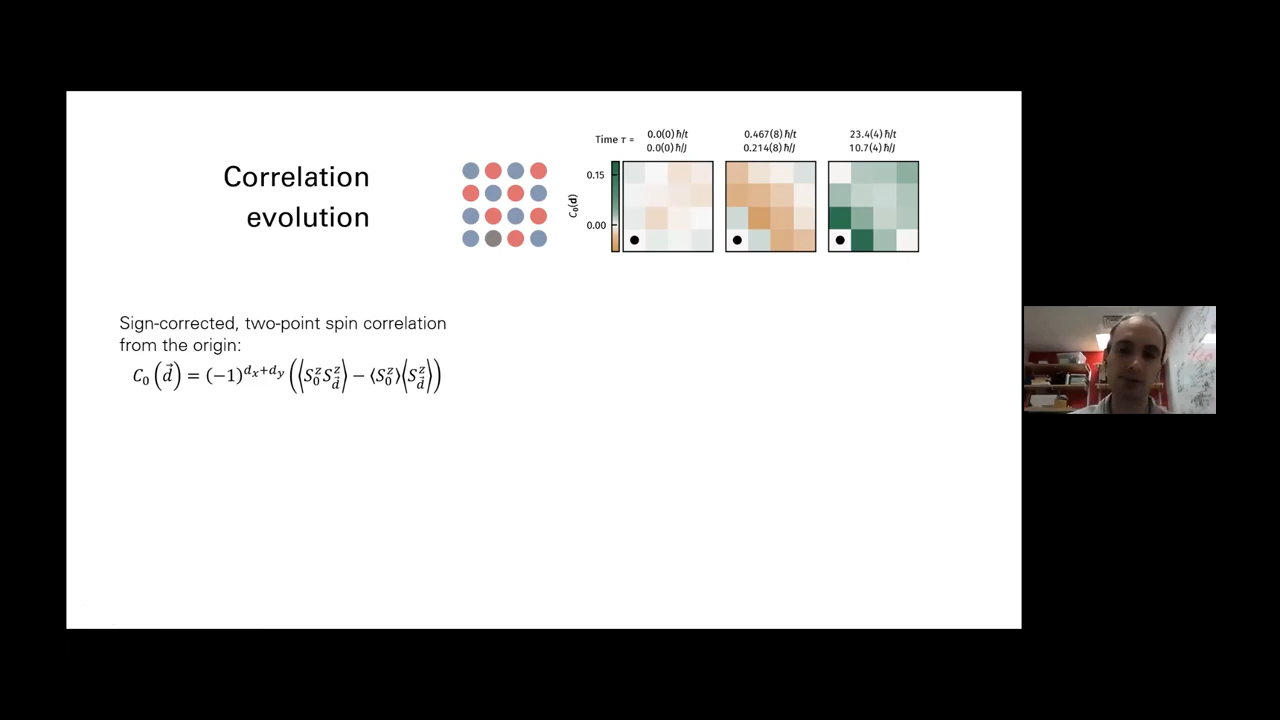 Correlation
evolution
Time τ =
0.0(0) ħ/t
0.0(0) ħ/J
0.467(8) ħ/t
0.214(8) ħ/J
23.4(4) ħ/t
10.7(4) ħ/J
0.15
0.00
C₀(d)
Sign-corrected, two-point spin correlation
from the origin:
C₀(d⃗) = (−1)^{dₓ+d_y} (⟨S₀ᶻ S_d⃗ᶻ⟩ − ⟨S₀ᶻ⟩⟨S_d⃗ᶻ⟩)